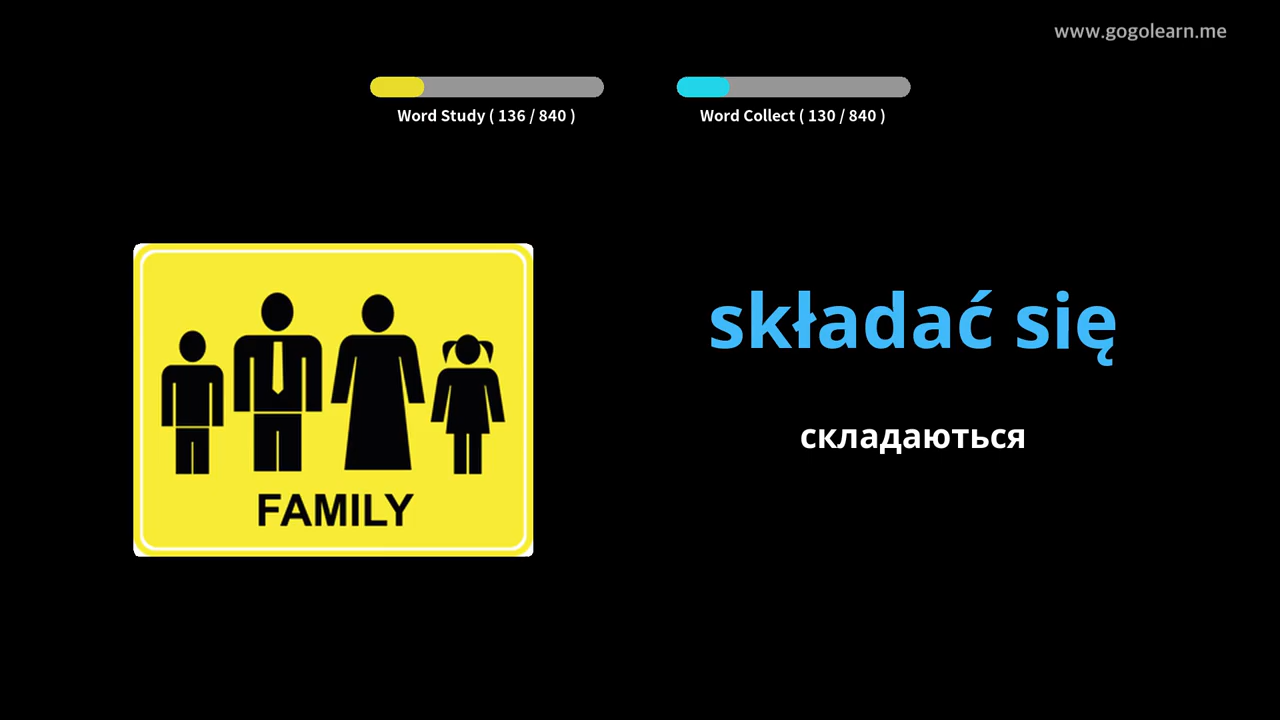 www.gogolearn.me
Word Study ( 136 / 840 )
Word Collect ( 130 / 840 )
FAMILY
składać się
складаються